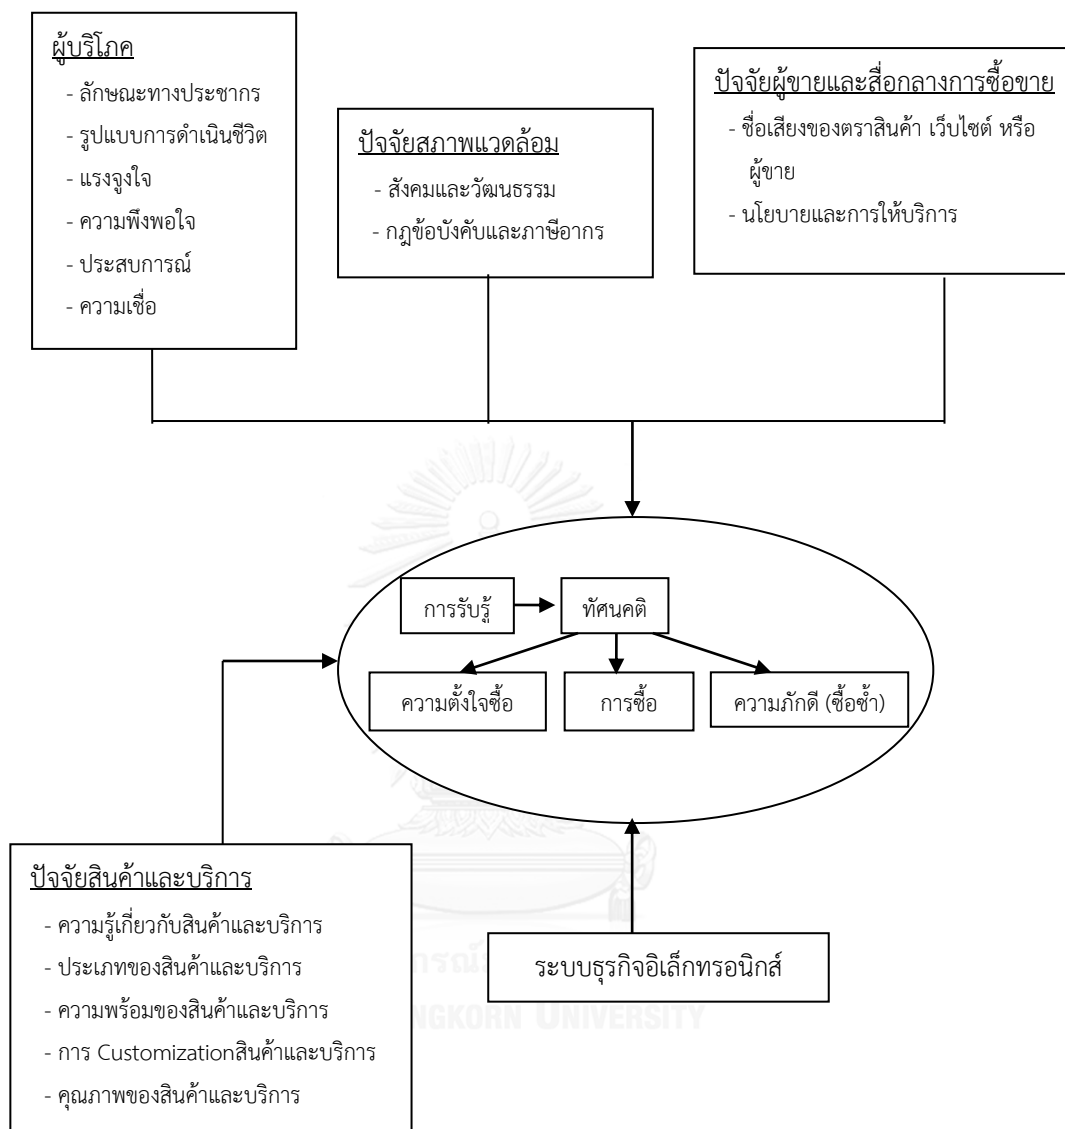 ผู้บริโภค
- ลักษณะทางประชากร
- รูปแบบการดำเนินชีวิต
- แรงจูงใจ
- ความพึงพอใจ
- ประสบการณ์
- ความเชื่อ
ปัจจัยสภาพแวดล้อม
- สังคมและวัฒนธรรม
- กฎข้อบังคับและภาษีอากร
ปัจจัยผู้ขายและสื่อกลางการซื้อขาย
- ชื่อเสียงของตราสินค้า เว็บไซต์ หรือ
ผู้ขาย
- นโยบายและการให้บริการ
การรับรู้
ทัศนคติ
ความตั้งใจซื้อ
การซื้อ
ความภักดี (ซื้อซ้ำ)
ปัจจัยสินค้าและบริการ
- ความรู้เกี่ยวกับสินค้าและบริการ
- ประเภทของสินค้าและบริการ
- ความพร้อมของสินค้าและบริการ
- การ Customizationสินค้าและบริการ
- คุณภาพของสินค้าและบริการ
ระบบธุรกิจอิเล็กทรอนิกส์
NGKORN UNIVERSITY